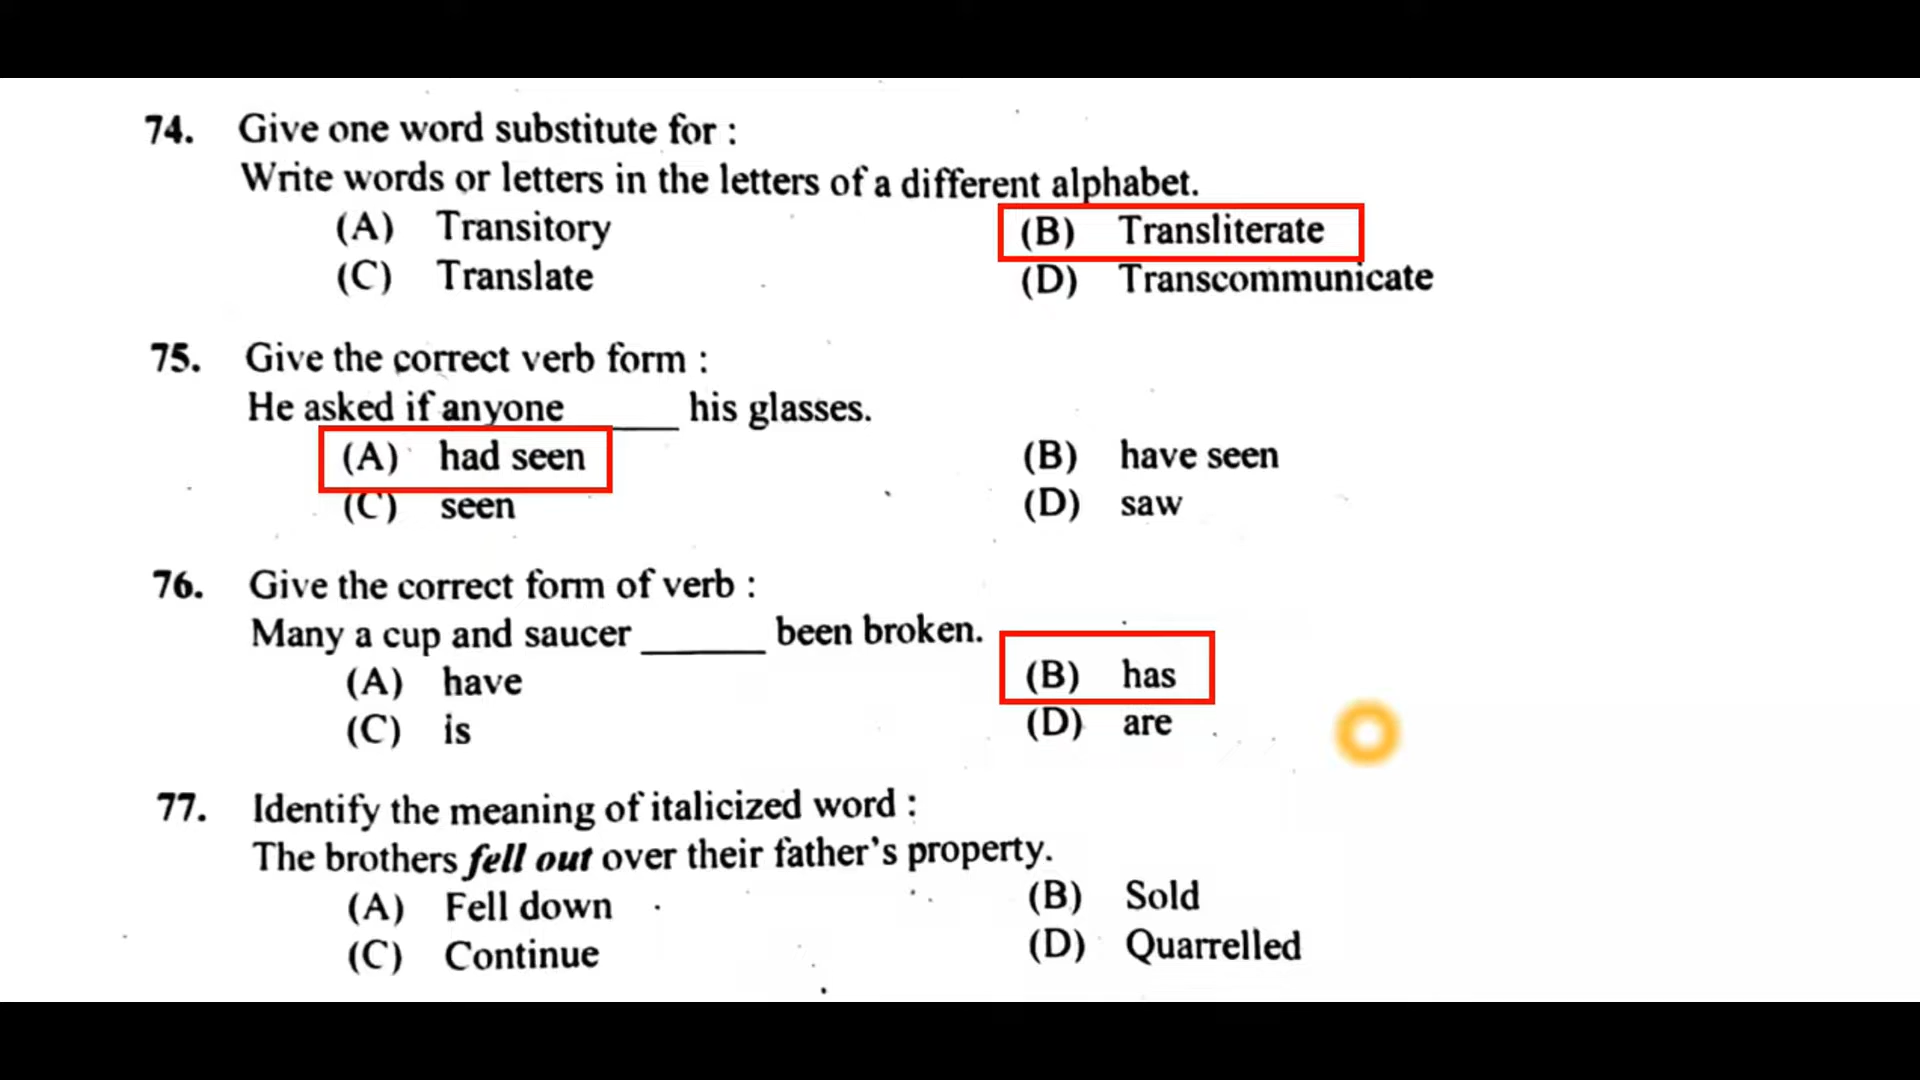 74. Give one word substitute for :
Write words or letters in the letters of a different alphabet.
(A) Transitory (B) Transliterate
(C) Translate (D) Transcommunicate
75. Give the correct verb form :
He asked if anyone _____ his glasses.
(A) had seen (B) have seen
(C) seen (D) saw
76. Give the correct form of verb :
Many a cup and saucer ______ been broken.
(A) have (B) has
(C) is (D) are
77. Identify the meaning of italicized word :
The brothers fell out over their father's property.
(A) Fell down (B) Sold
(C) Continue (D) Quarrelled